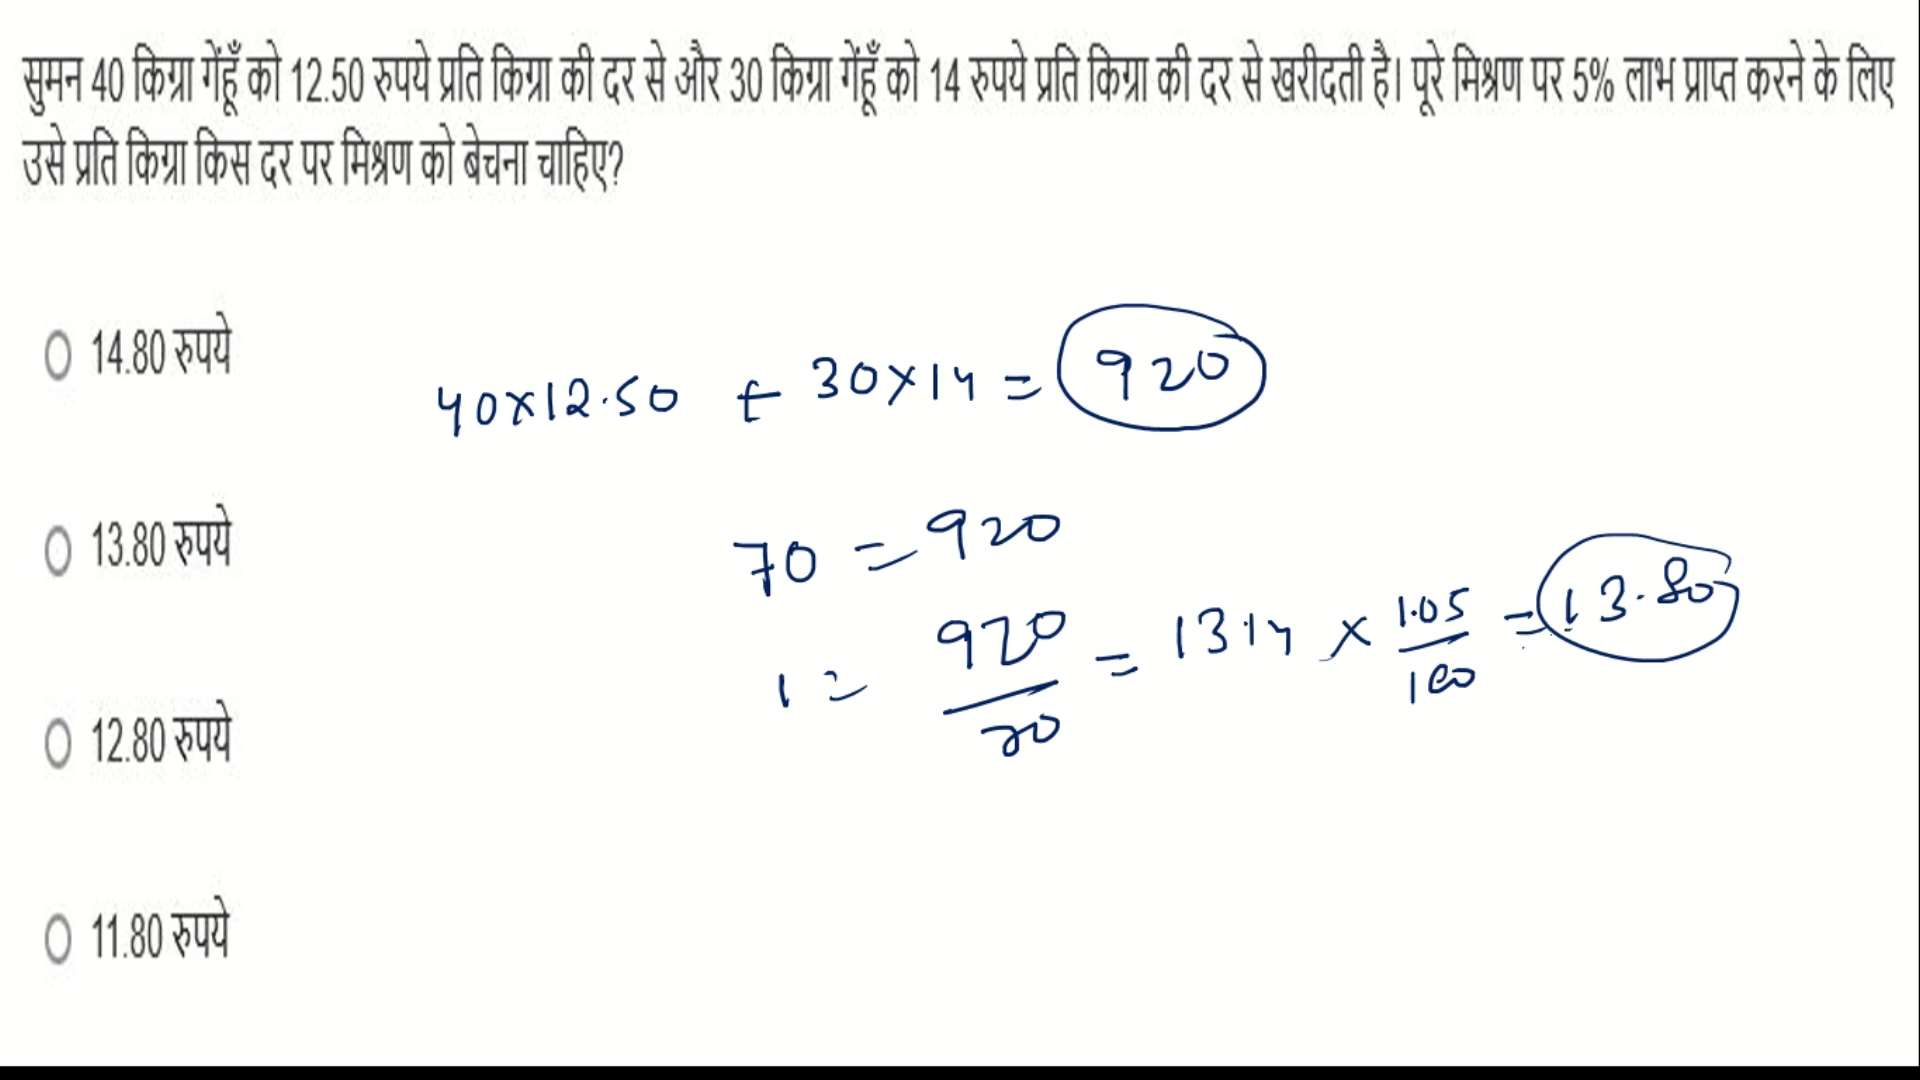 सुमन 40 किग्रा गेंहूँ को 12.50 रुपये प्रति किग्रा की दर से और 30 किग्रा गेंहूँ को 14 रुपये प्रति किग्रा की दर से खरीदती है। पूरे मिश्रण पर 5% लाभ प्राप्त करने के लिए
उसे प्रति किग्रा किस दर पर मिश्रण को बेचना चाहिए?
14.80 रुपये
40×12.50 + 30×14 = 920
13.80 रुपये
70 = 920
1 = 920/70 = 13.14 × 1.05/100 = 13.80
12.80 रुपये
11.80 रुपये